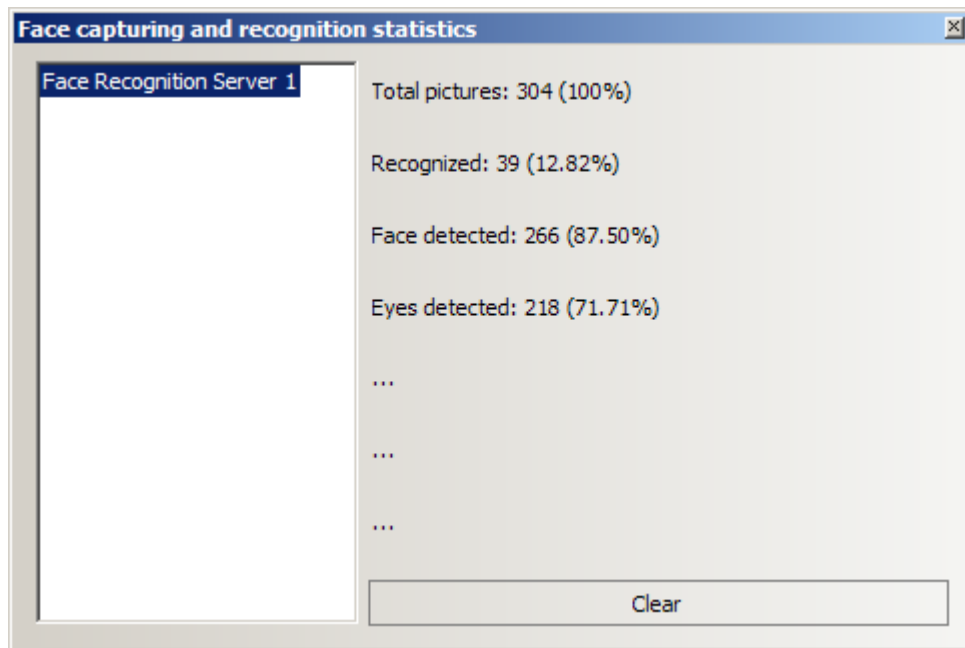 Face capturing and recognition statistics
Face Recognition Server 1
Total pictures: 304 (100%)
Recognized: 39 (12.82%)
Face detected: 266 (87.50%)
Eyes detected: 218 (71.71%)
...
...
...
Clear